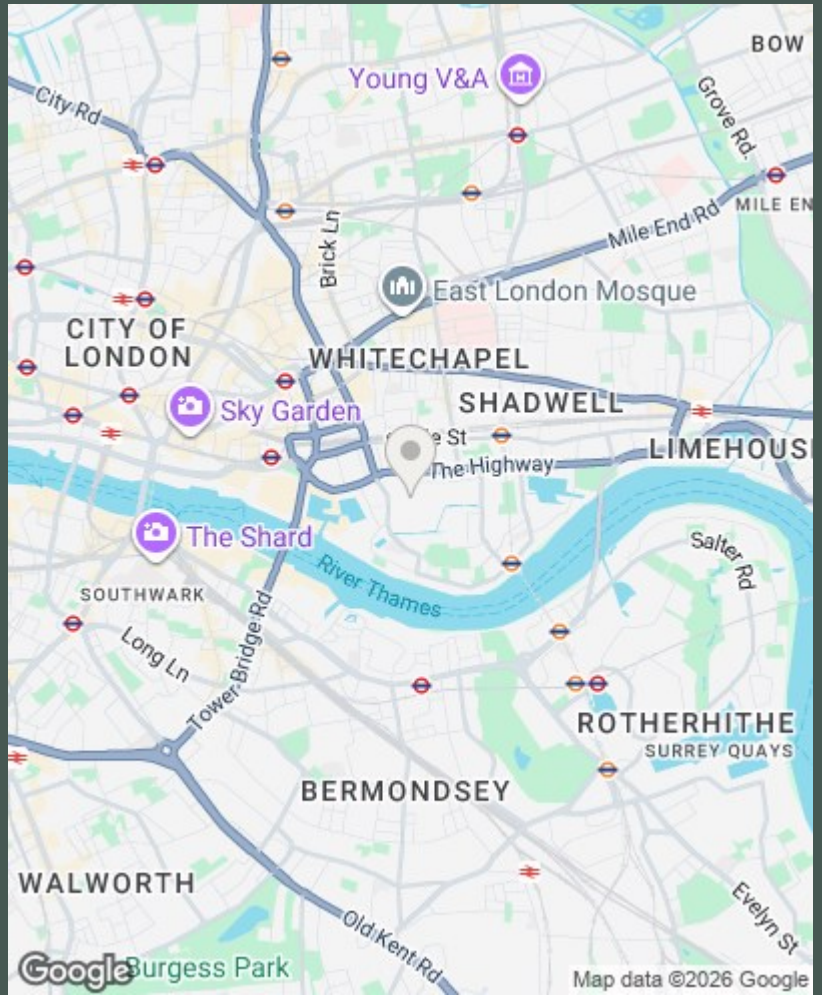 BOW
Young V&A
City Rd
Grove Rd.
MILE EN
Brick Ln
Mile End Rd
East London Mosque
CITY OF
LONDON
WHITECHAPEL
Sky Garden
SHADWELL
le St
The Highway
LIMEHOUS
The Shard
River Thames
Salter Rd
SOUTHWARK
Long Ln
Tower Bridge Rd
ROTHERHITHE
SURREY QUAYS
BERMONDSEY
WALWORTH
Old Kent Rd
Evelyn St
Burgess Park
Google
Map data ©2026 Google